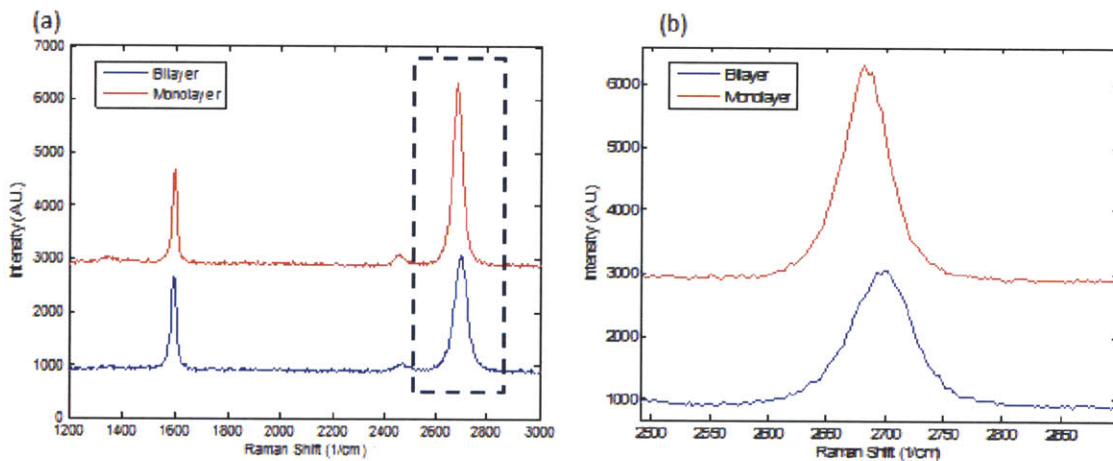 (a)
7000
6000
5000
4000
3000
2000
1000
0
Intensity (A.U.)
Bilayer
Monolayer
1200 1400 1600 1800 2000 2200 2400 2600 2800 3000
Raman Shift (1/cm)
(b)
6000
5000
4000
3000
2000
1000
Intensity (A.U.)
Bilayer
Monolayer
2500 2550 2600 2650 2700 2750 2800 2850
Raman Shift (1/cm)